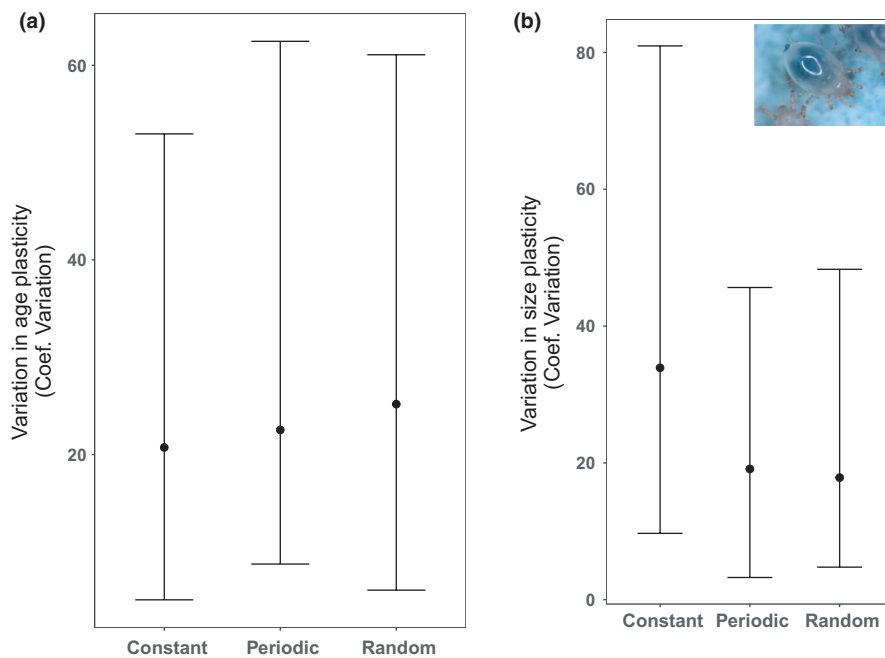 (a)
Variation in age plasticity
(Coef. Variation)
60
40
20
Constant Periodic Random
(b)
Variation in size plasticity
(Coef. Variation)
80
60
40
20
0
Constant Periodic Random